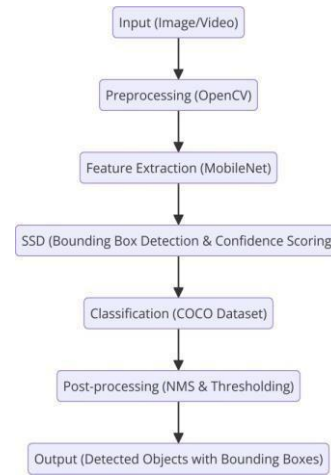 Input (Image/Video)
Preprocessing (OpenCV)
Feature Extraction (MobileNet)
SSD (Bounding Box Detection & Confidence Scoring
Classification (COCO Dataset)
Post-processing (NMS & Thresholding)
Output (Detected Objects with Bounding Boxes)